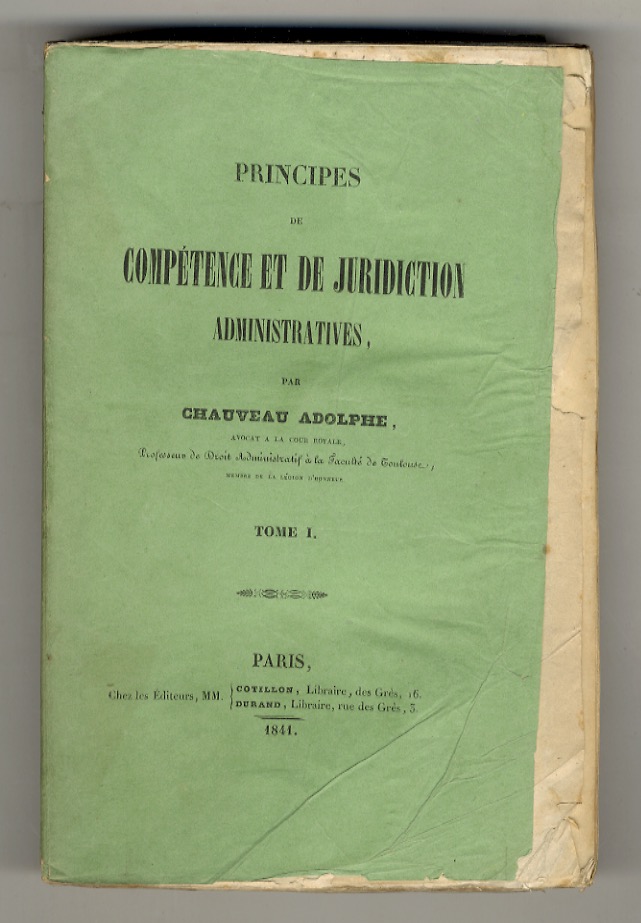 PRINCIPES
DE
COMPÉTENCE ET DE JURIDICTION
ADMINISTRATIVES,
PAR
CHAUVEAU ADOLPHE,
AVOCAT A LA COUR ROYALE,
Professeur de Droit Administratif à la Faculté de Toulouse,
MEMBRE DE LA LÉGION D'HONNEUR.
TOME I.
PARIS,
Chez les Éditeurs, MM.
COTILLON, Libraire, des Grès, 16.
DURAND, Libraire, rue des Grès, 3.
1841.